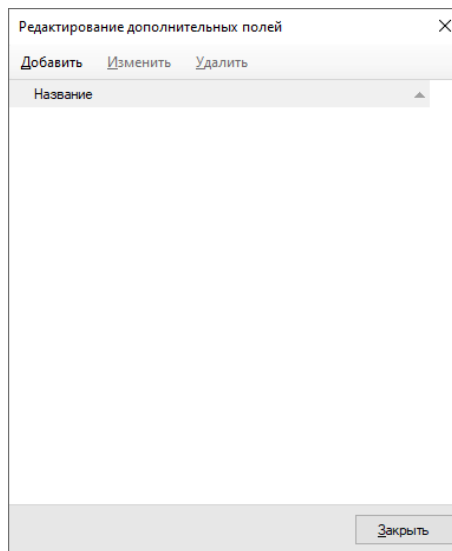 Редактирование дополнительных полей
Добавить Изменить Удалить
Название
Закрыть